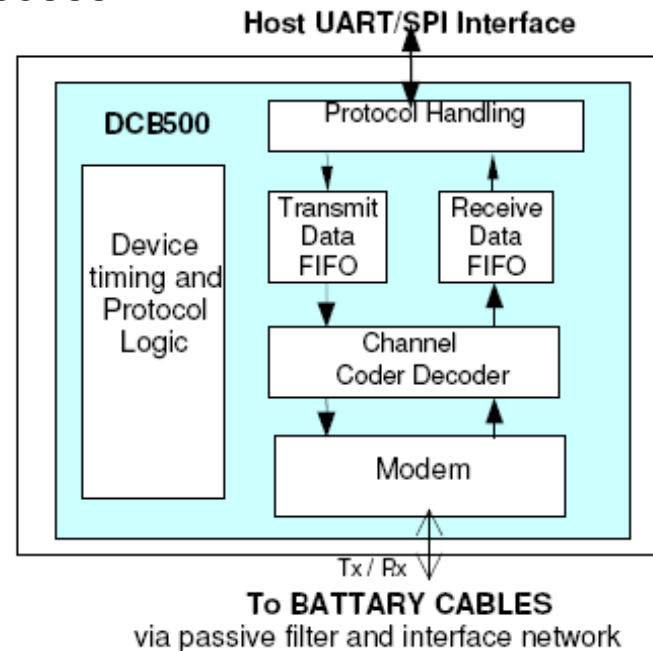 Host UART/SPI Interface
DCB500
Protocol Handling
Transmit
Data
FIFO
Receive
Data
FIFO
Device
timing and
Protocol
Logic
Channel
Coder Decoder
Modem
Tx / Rx
To BATTARY CABLES
via passive filter and interface network